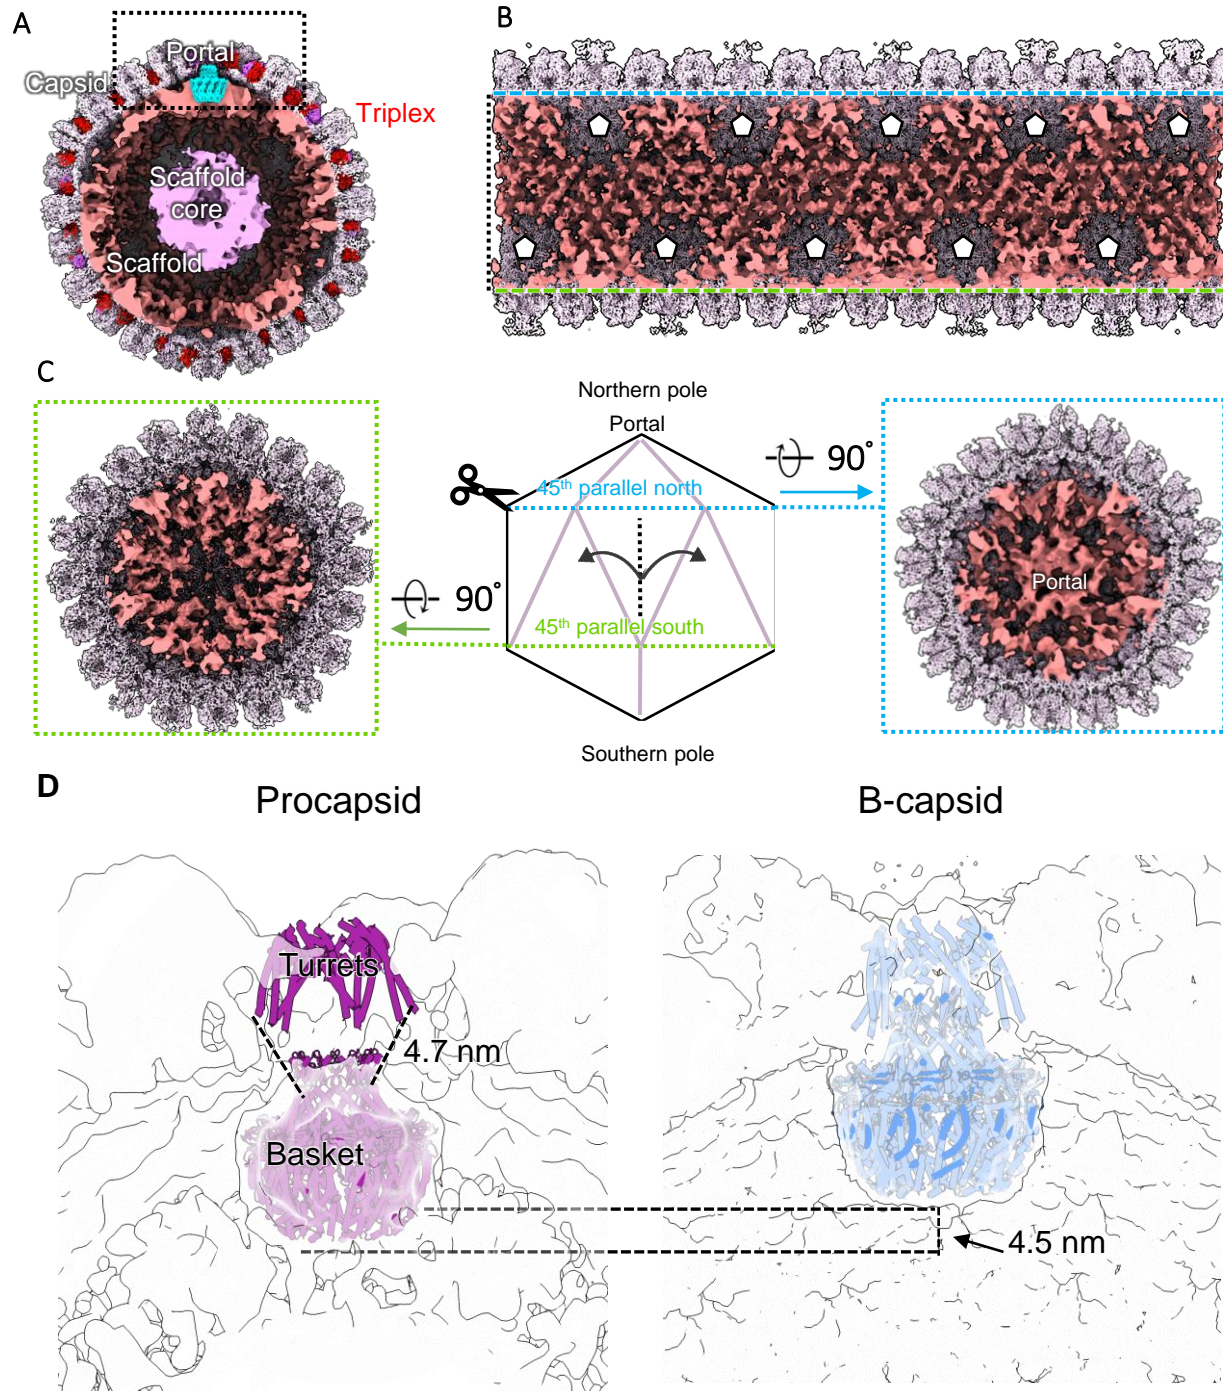 A
Portal
Capsid
Triplex
Scaffold
core
Scaffold
B
C
Northern pole
Portal
90°
45th parallel north
90°
45th parallel south
Portal
Southern pole
D
Procapsid
B-capsid
Turrets
4.7 nm
Basket
4.5 nm